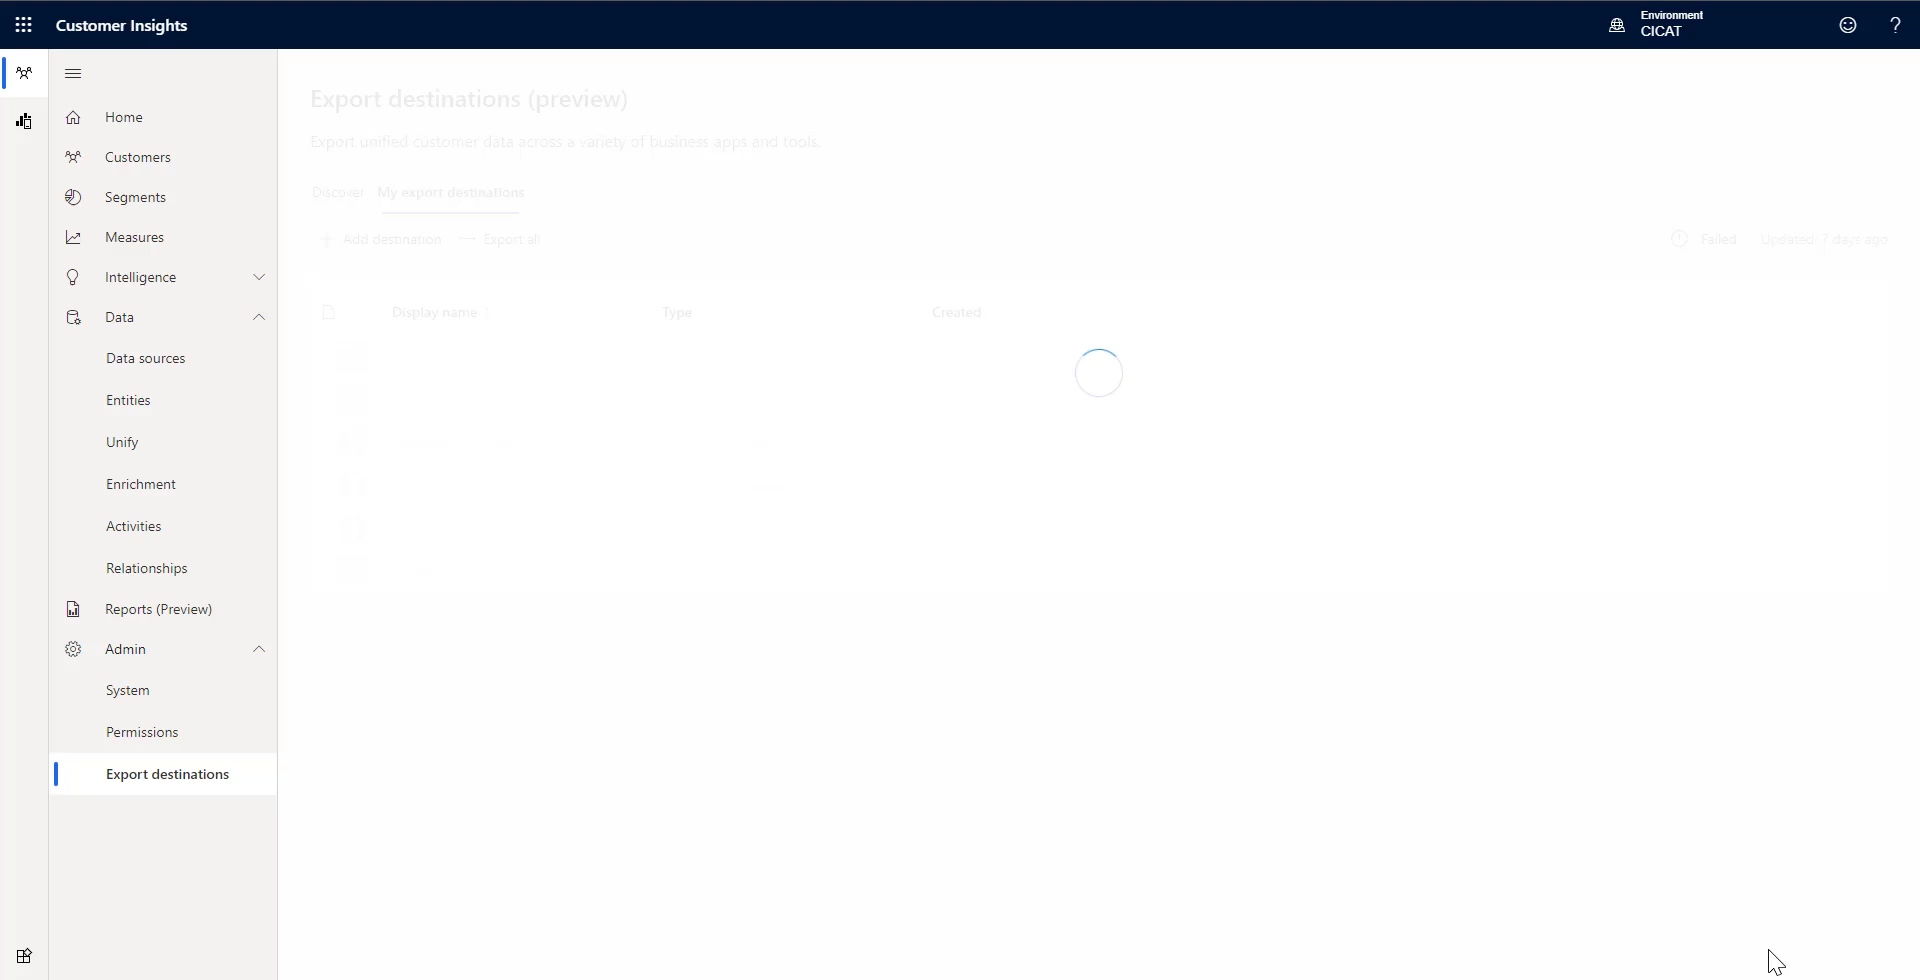 Customer Insights
Environment
CICAT
?
Home
Customers
Segments
Measures
Intelligence
Data
Data sources
Entities
Unify
Enrichment
Activities
Relationships
Reports (Preview)
Admin
System
Permissions
Export destinations
Export destinations (preview)
Export unified customer data across a variety of business apps and tools.
Discover My export destinations
+ Add destination Export all
Failed Updated: 7 days ago
Display name Type Created